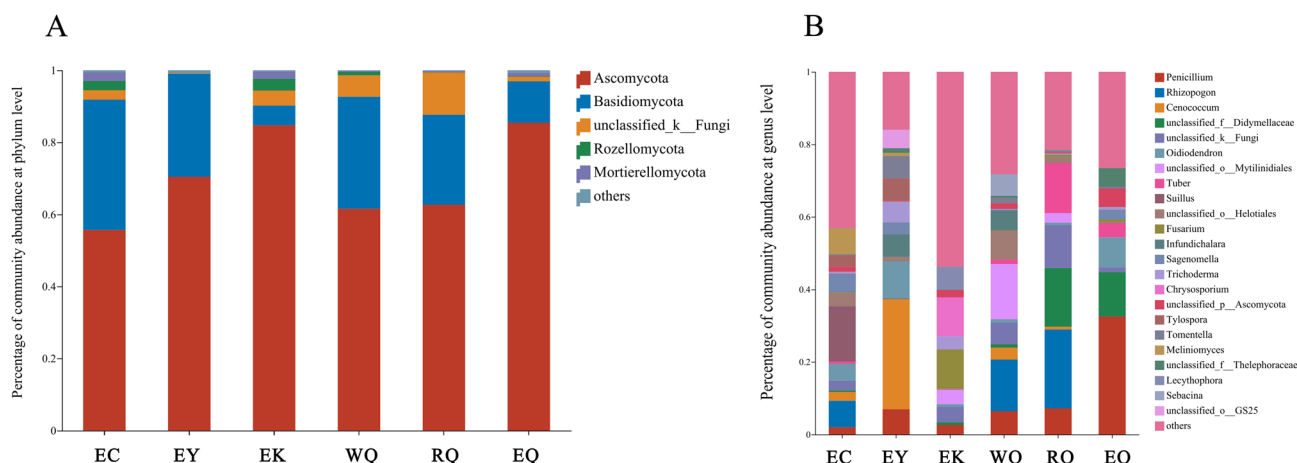 A
Percentage of community abundance at phylum level
1
0.8
0.6
0.4
0.2
0
EC EY EK WQ RQ EQ
Ascomycota
Basidiomycota
unclassified_k__Fungi
Rozellomycota
Mortierellomycota
others
B
Percentage of community abundance at genus level
1
0.8
0.6
0.4
0.2
0
EC EY EK WQ RQ EQ
Penicillium
Rhizopogon
Cenococcum
unclassified_f__Didymellaceae
unclassified_k__Fungi
Oidiodendron
unclassified_o__Mytilinidiales
Tuber
Suillus
unclassified_o__Helotiales
Fusarium
Infundichalara
Sagenomella
Trichoderma
Chrysosporium
unclassified_p__Ascomycota
Tylospora
Tomentella
Meliniomyces
unclassified_f__Thelephoraceae
Lecythophora
Sebacina
unclassified_o__GS25
others